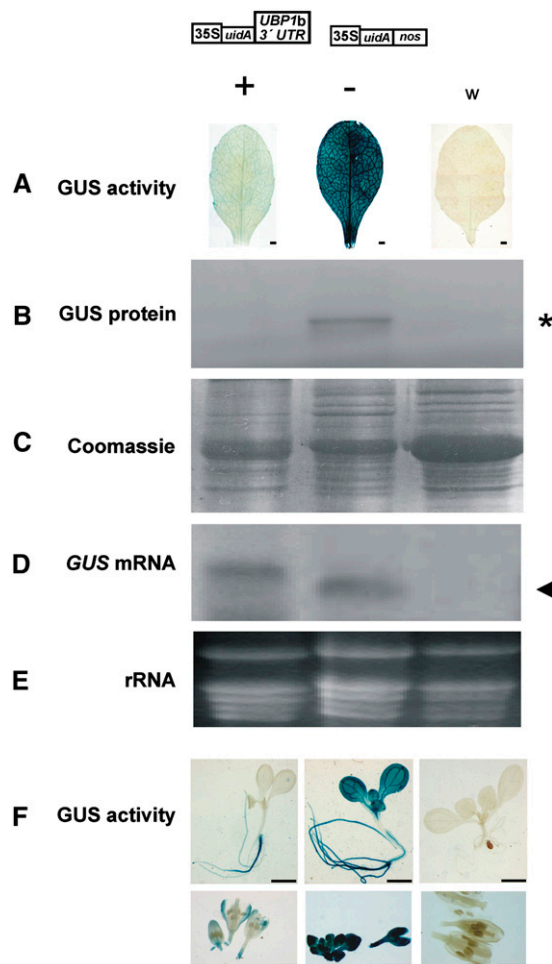 35S uidA UBP1b 3´ UTR 35S uidA nos
+ - w
A GUS activity
B GUS protein *
C Coomassie
D GUS mRNA
E rRNA
F GUS activity